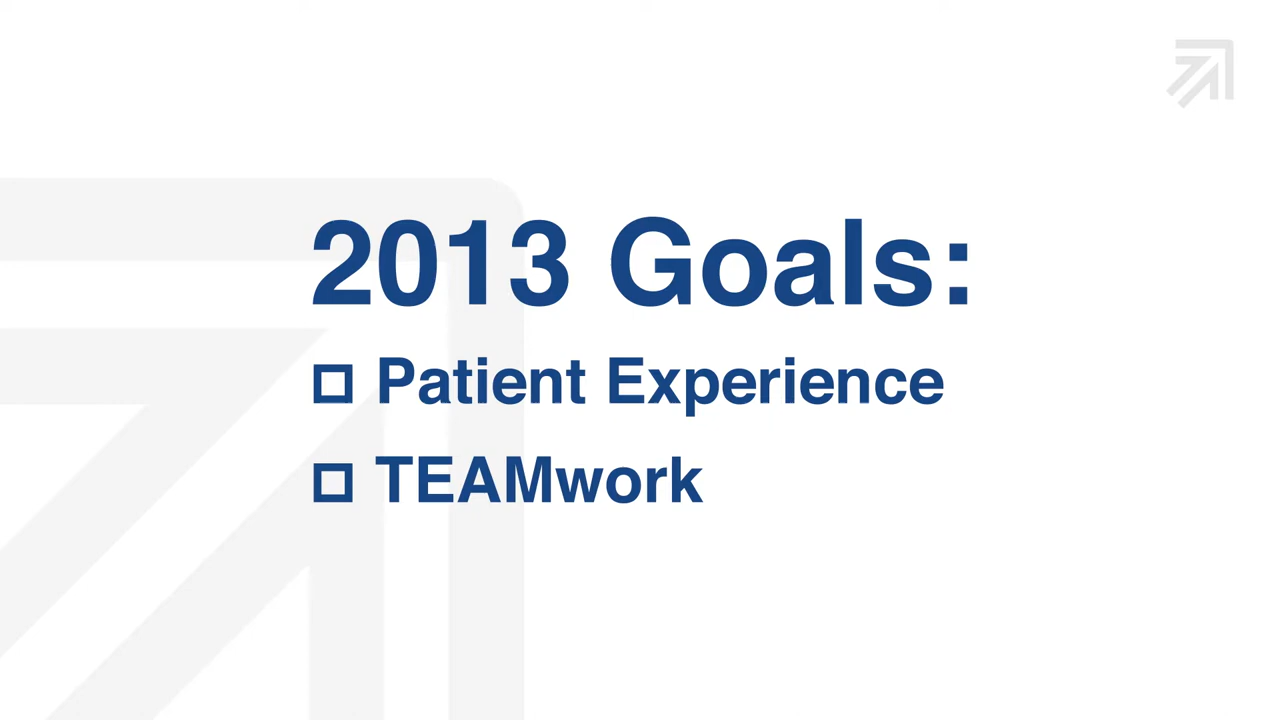 2013 Goals:
□ Patient Experience
□ TEAMwork